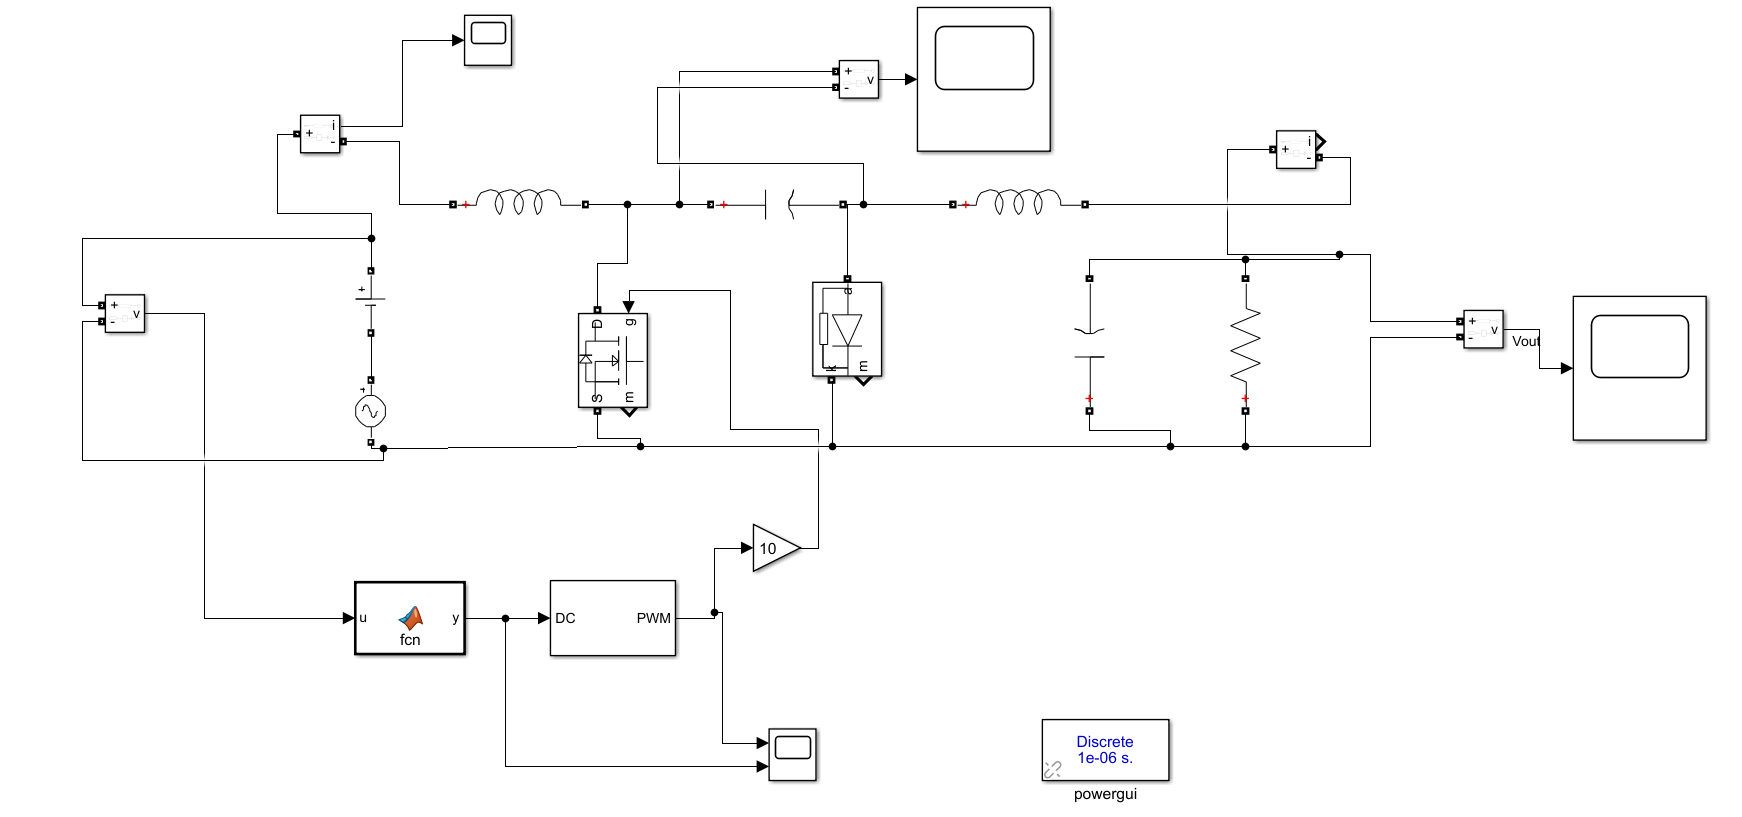 i
+
-
+
-
v
i
+
-
+
-
v
+
+
+
+
+
D
g
S
m
a
k
m
+
+
+
-
v
Vout
10
u
y
fcn
DC
PWM
Discrete
1e-06 s.
powergui